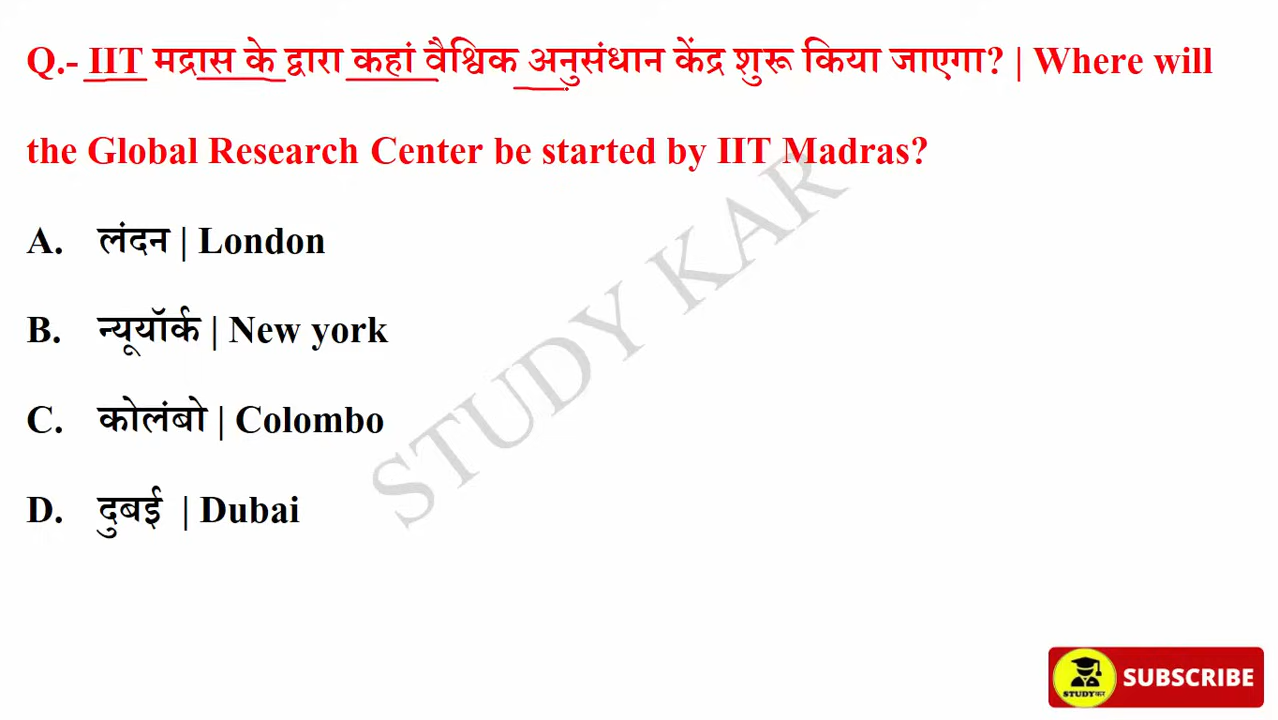 Q.- IIT मद्रास के द्वारा कहां वैश्विक अनुसंधान केंद्र शुरू किया जाएगा? | Where will
the Global Research Center be started by IIT Madras?
A. लंदन | London
B. न्यूयॉर्क | New york
C. कोलंबो | Colombo
D. दुबई | Dubai
STUDY KAR
STUDYकर
SUBSCRIBE